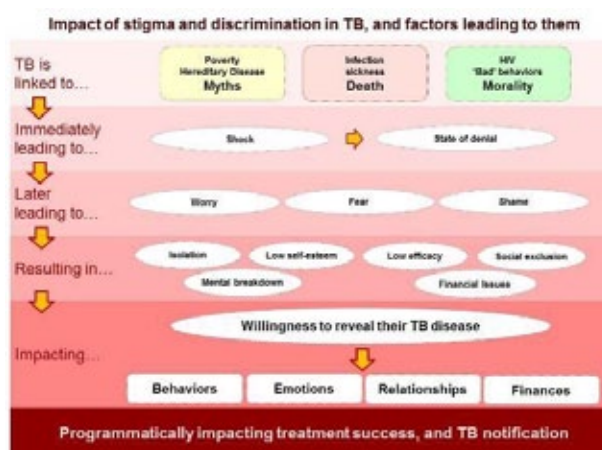 Impact of stigma and discrimination in TB, and factors leading to them
TB is
linked to...
Poverty
Hereditary Disease
Myths
Infection
sickness
Death
HIV
'Bad' behaviors
Morality
Immediately
leading to...
Shock
State of denial
Later
leading to...
Worry
Fear
Shame
Resulting in...
Isolation
Low self-esteem
Low efficacy
Social exclusion
Mental breakdown
Financial Issues
Impacting...
Willingness to reveal their TB disease
Behaviors
Emotions
Relationships
Finances
Programmatically impacting treatment success, and TB notification